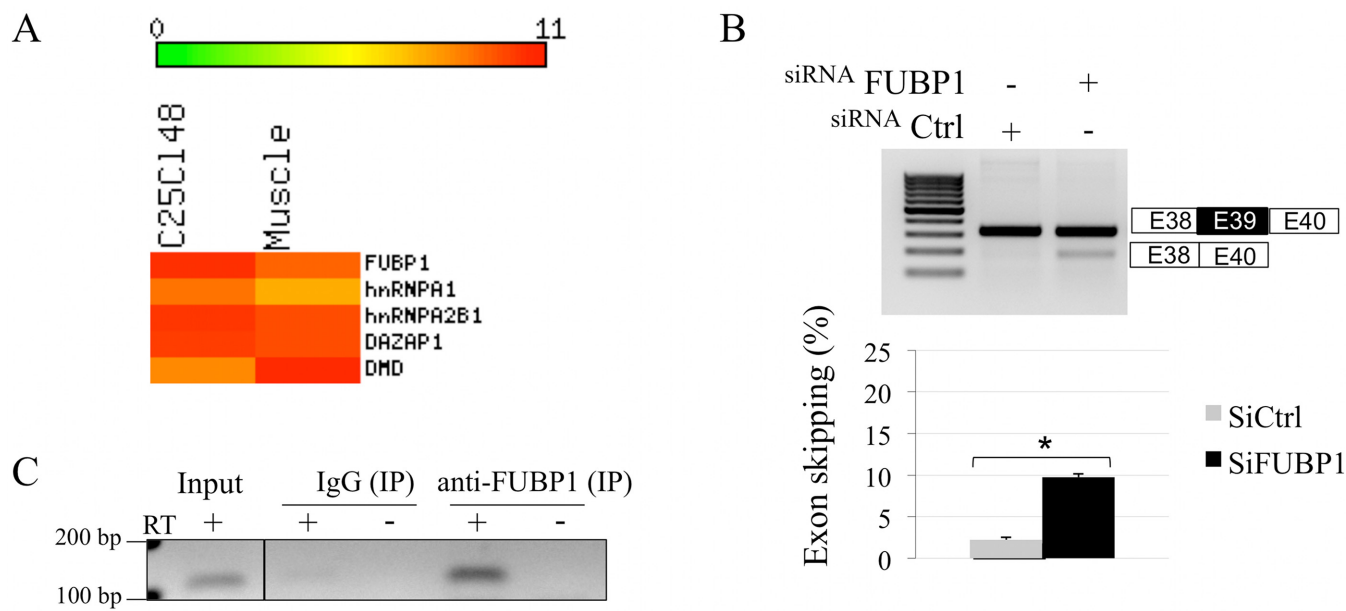 A
0 11
C25Cl48
Muscle
FUBP1
hnRNPA1
hnRNPA2B1
DAZAP1
DMD
B
siRNA FUBP1 - +
siRNA Ctrl + -
E38 E39 E40
E38 E40
Exon skipping (%)
25
20
15
10
5
0
*
SiCtrl
SiFUBP1
C
Input IgG (IP) anti-FUBP1 (IP)
RT + + - + -
200 bp
100 bp